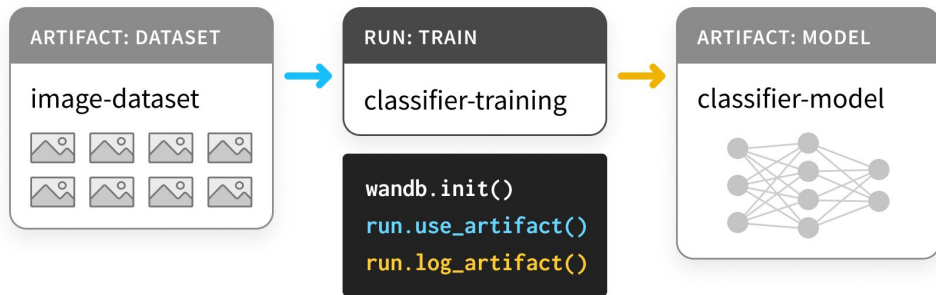 ARTIFACT: DATASET
image-dataset
RUN: TRAIN
classifier-training
wandb.init()
run.use_artifact()
run.log_artifact()
ARTIFACT: MODEL
classifier-model